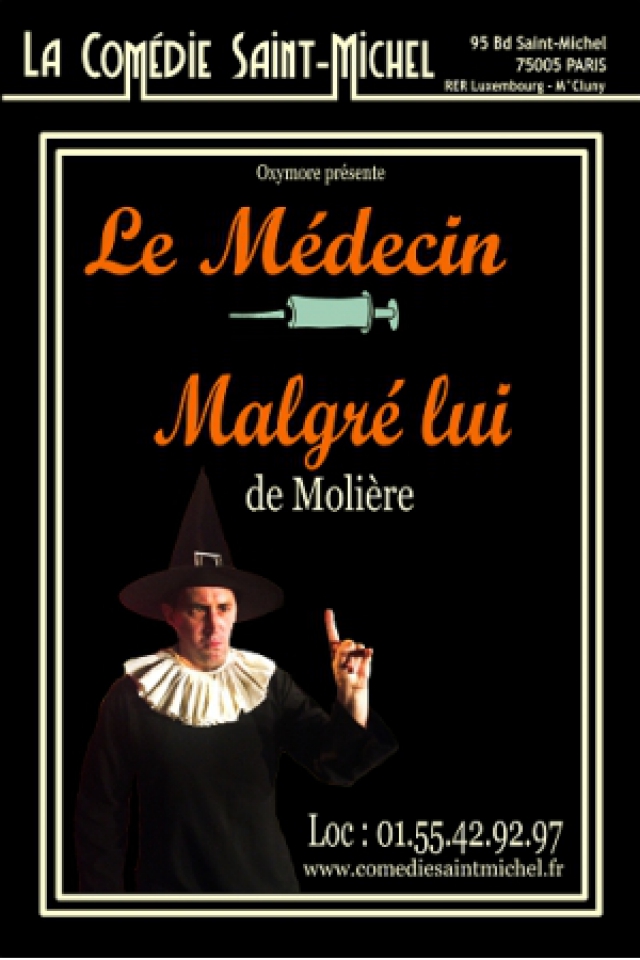 LA COMÉDIE SAINT-MICHEL
95 Bd Saint-Michel
75005 PARIS
RER Luxembourg - M°Cluny
Oxymore présente
Le Médecin
Malgré lui
de Molière
Loc : 01.55.42.92.97
www.comediesaintmichel.fr